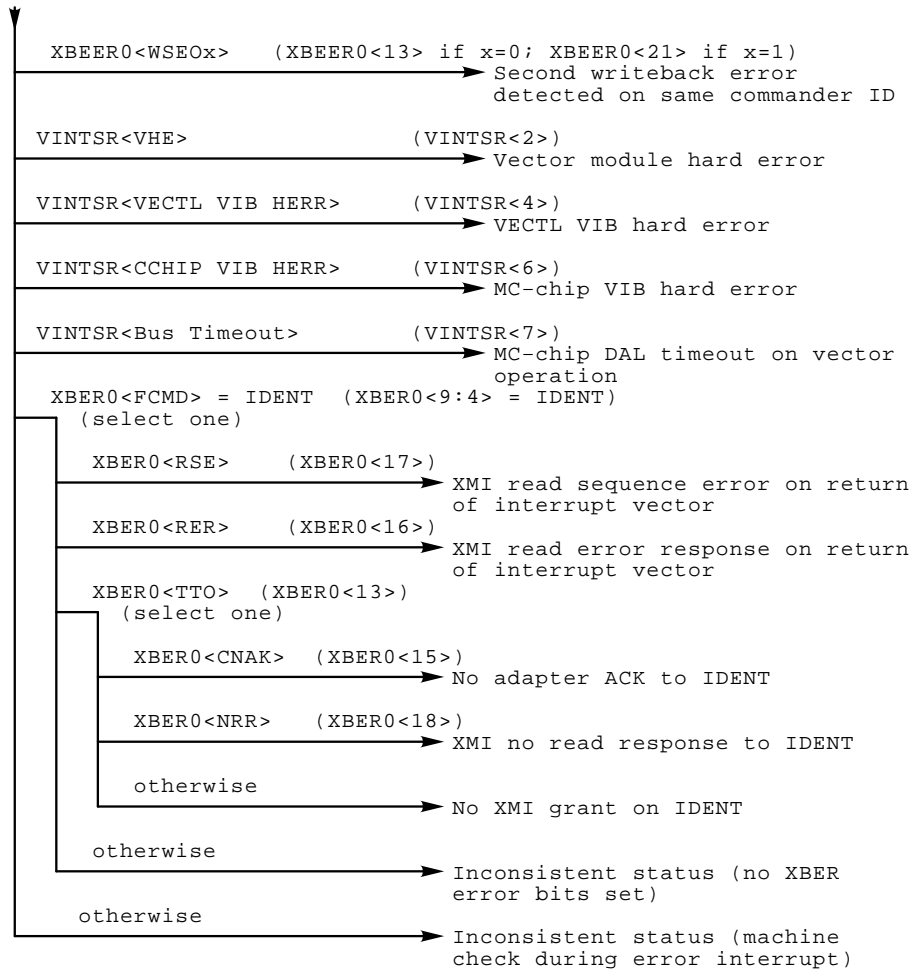 XBEER0<WSEOx> (XBEER0<13> if x=0; XBEER0<21> if x=1)
Second writeback error
detected on same commander ID
VINTSR<VHE> (VINTSR<2>)
Vector module hard error
VINTSR<VECTL VIB HERR> (VINTSR<4>)
VECTL VIB hard error
VINTSR<CCHIP VIB HERR> (VINTSR<6>)
MC-chip VIB hard error
VINTSR<Bus Timeout> (VINTSR<7>)
MC-chip DAL timeout on vector
operation
XBER0<FCMD> = IDENT (XBER0<9:4> = IDENT)
(select one)
XBER0<RSE> (XBER0<17>)
XMI read sequence error on return
of interrupt vector
XBER0<RER> (XBER0<16>)
XMI read error response on return
of interrupt vector
XBER0<TTO> (XBER0<13>)
(select one)
XBER0<CNAK> (XBER0<15>)
No adapter ACK to IDENT
XBER0<NRR> (XBER0<18>)
XMI no read response to IDENT
otherwise
No XMI grant on IDENT
otherwise
Inconsistent status (no XBER
error bits set)
otherwise
Inconsistent status (machine
check during error interrupt)